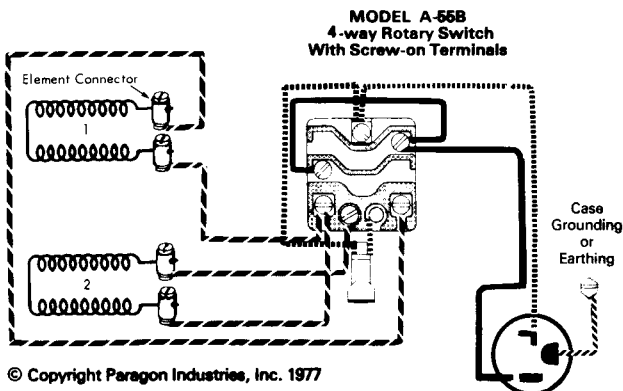 MODEL A-55B
4-way Rotary Switch
With Screw-on Terminals
Element Connector
1
2
Case
Grounding
or
Earthing
© Copyright Paragon Industries, Inc. 1977